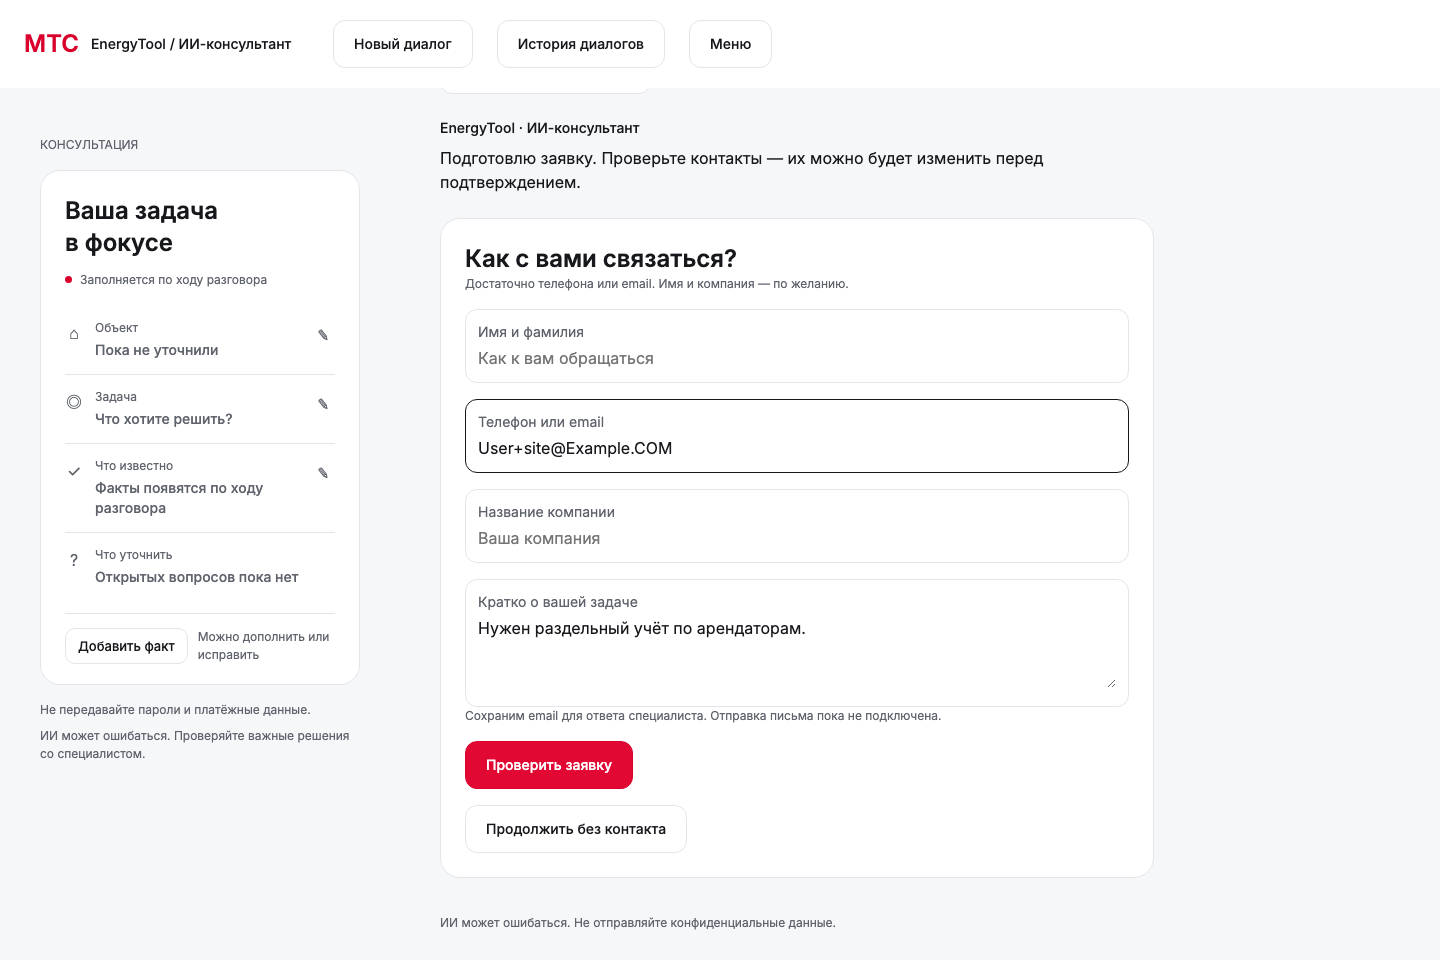 МТС EnergyTool / ИИ-консультант Новый диалог История диалогов Меню
КОНСУЛЬТАЦИЯ
Ваша задача
в фокусе
Заполняется по ходу разговора
Объект
Пока не уточнили
Задача
Что хотите решить?
Что известно
Факты появятся по ходу
разговора
?
Что уточнить
Открытых вопросов пока нет
Добавить факт
Можно дополнить или
исправить
Не передавайте пароли и платёжные данные.
ИИ может ошибаться. Проверяйте важные решения
со специалистом.
EnergyTool · ИИ-консультант
Подготовлю заявку. Проверьте контакты — их можно будет изменить перед
подтверждением.
Как с вами связаться?
Достаточно телефона или email. Имя и компания — по желанию.
Имя и фамилия
Как к вам обращаться
Телефон или email
User+site@Example.COM
Название компании
Ваша компания
Кратко о вашей задаче
Нужен раздельный учёт по арендаторам.
Сохраним email для ответа специалиста. Отправка письма пока не подключена.
Проверить заявку
Продолжить без контакта
ИИ может ошибаться. Не отправляйте конфиденциальные данные.